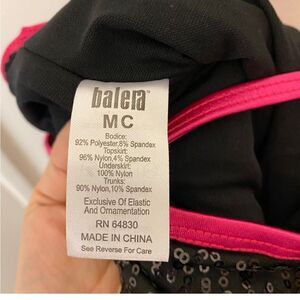 balera™
MC
Bodice:
92% Polyester,8% Spandex
Topskirt:
96% Nylon,4% Spandex
Underskirt:
100% Nylon
Trunks:
90% Nylon,10% Spandex
Exclusive Of Elastic
And Ornamentation
RN 64830
MADE IN CHINA
See Reverse For Care